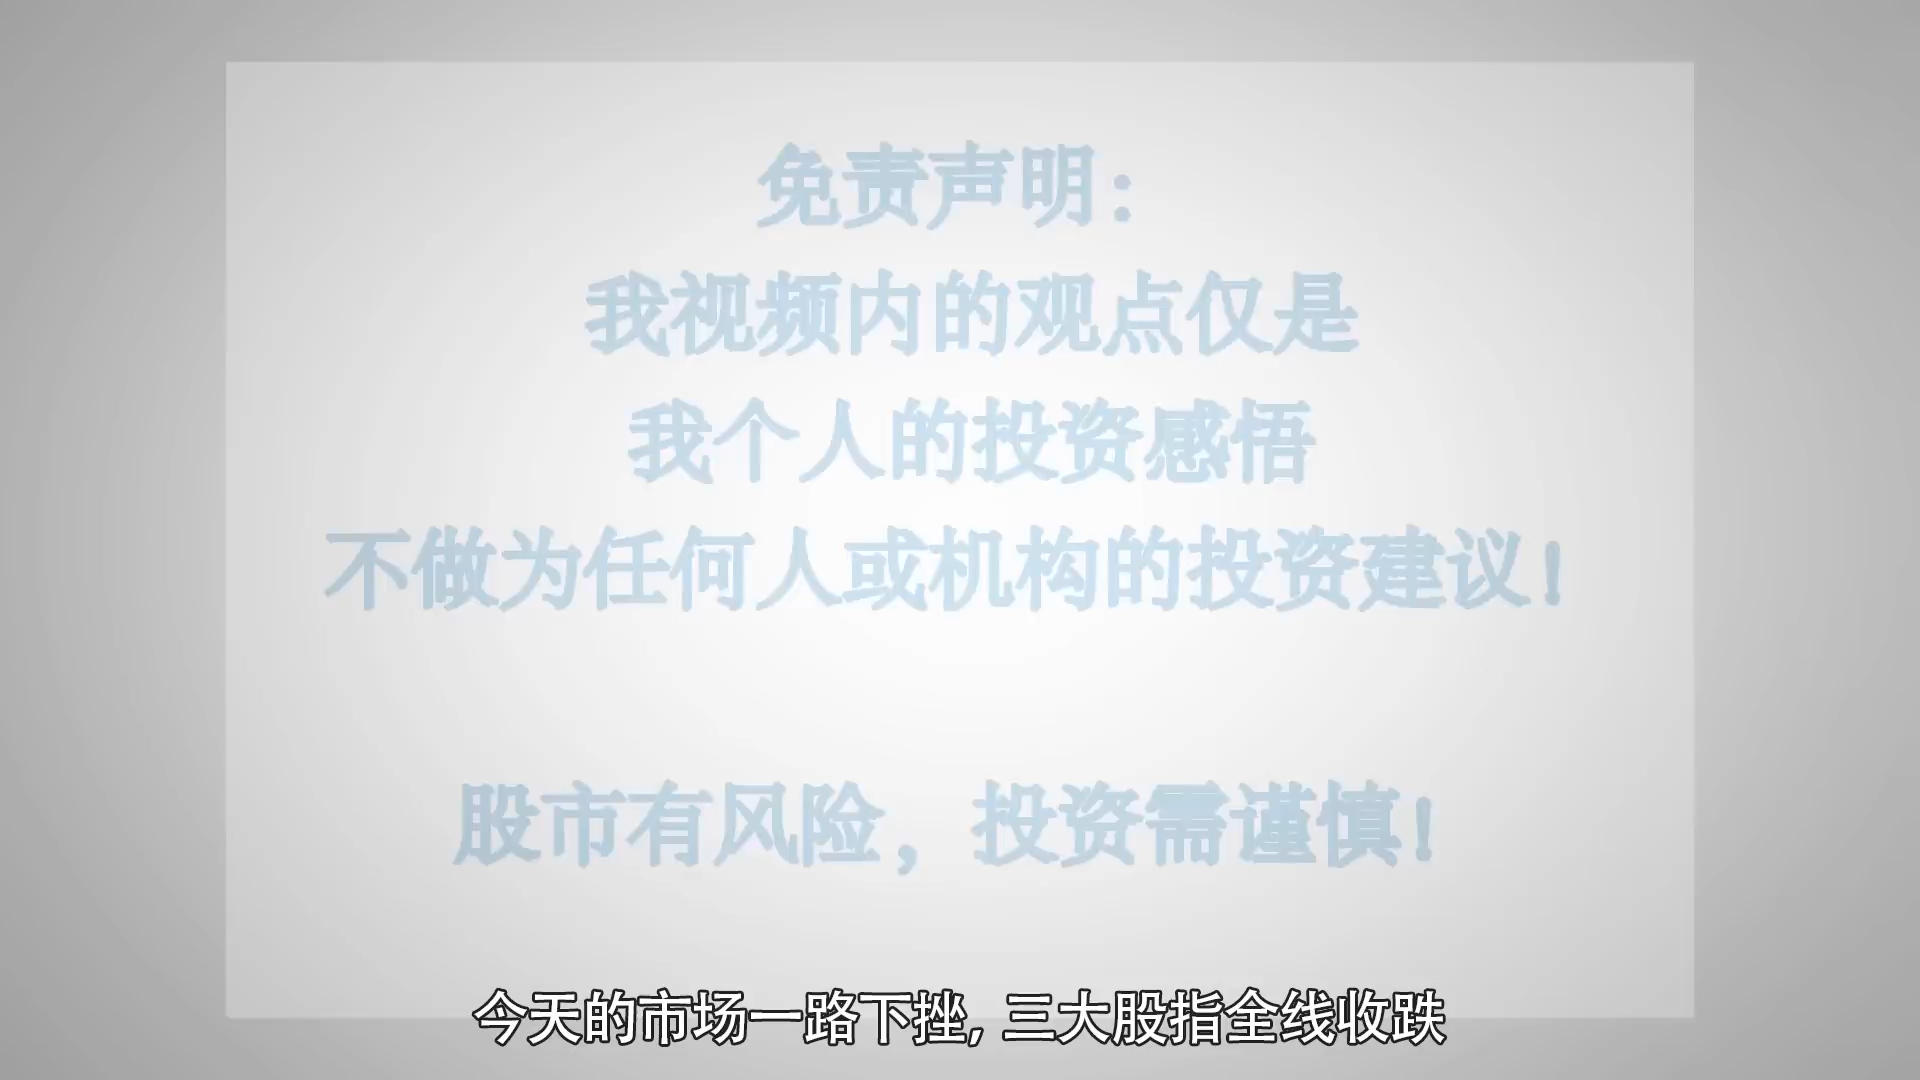 免责声明：
我视频内的观点仅是
我个人的投资感悟
不做为任何人或机构的投资建议！
股市有风险，投资需谨慎！
今天的市场一路下挫, 三大股指全线收跌